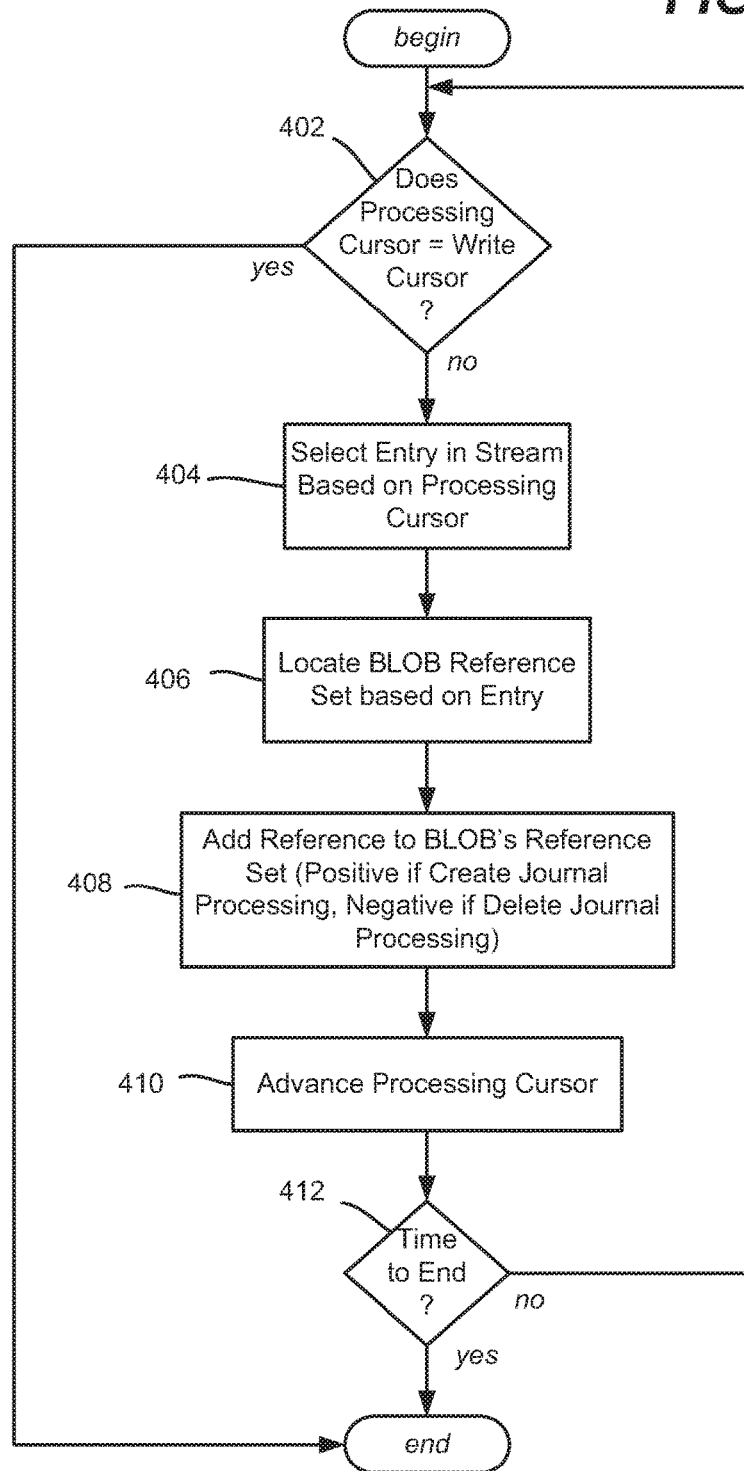 begin
402
Does
Processing
Cursor = Write
Cursor
?
yes
no
404
Select Entry in Stream
Based on Processing
Cursor
406
Locate BLOB Reference
Set based on Entry
408
Add Reference to BLOB's Reference
Set (Positive if Create Journal
Processing, Negative if Delete Journal
Processing)
410
Advance Processing Cursor
412
Time
to End
?
no
yes
end